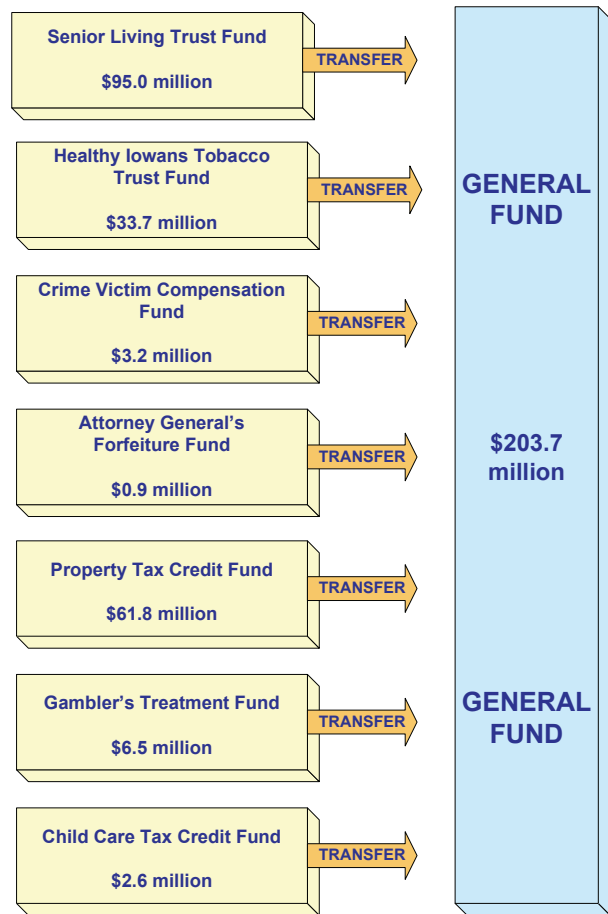 Senior Living Trust Fund
$95.0 million
TRANSFER
Healthy Iowans Tobacco
Trust Fund
$33.7 million
TRANSFER
GENERAL
FUND
Crime Victim Compensation
Fund
$3.2 million
TRANSFER
Attorney General’s
Forfeiture Fund
$0.9 million
TRANSFER
$203.7
million
Property Tax Credit Fund
$61.8 million
TRANSFER
Gambler’s Treatment Fund
$6.5 million
TRANSFER
GENERAL
FUND
Child Care Tax Credit Fund
$2.6 million
TRANSFER